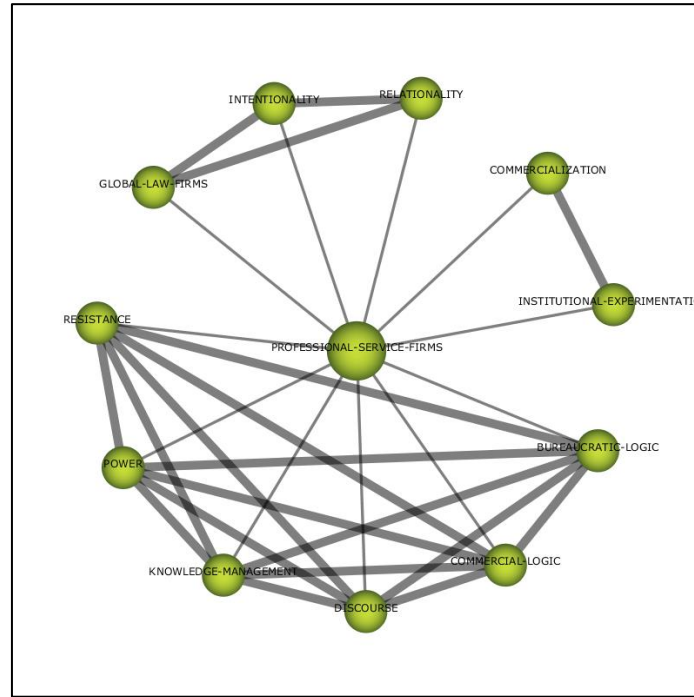 RELATIONALITY
INTENTIONALITY
COMMERCIALIZATION
GLOBAL-LAW-FIRMS
INSTITUTIONAL-EXPERIMENTATI
RESISTANCE
PROFESSIONAL-SERVICE-FIRMS
BUREAUCRATIC-LOGIC
POWER
COMMERCIAL-LOGIC
KNOWLEDGE-MANAGEMENT
DISCOURSE